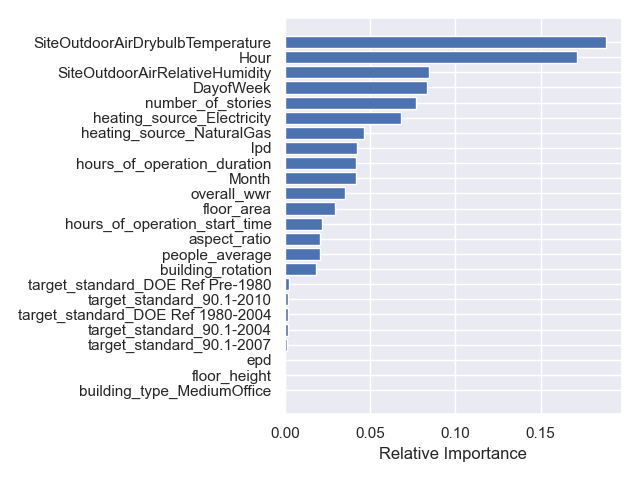 SiteOutdoorAirDrybulbTemperature
Hour
SiteOutdoorAirRelativeHumidity
DayofWeek
number_of_stories
heating_source_Electricity
heating_source_NaturalGas
lpd
hours_of_operation_duration
Month
overall_wwr
floor_area
hours_of_operation_start_time
aspect_ratio
people_average
building_rotation
target_standard_DOE Ref Pre-1980
target_standard_90.1-2010
target_standard_DOE Ref 1980-2004
target_standard_90.1-2004
target_standard_90.1-2007
epd
floor_height
building_type_MediumOffice
0.00 0.05 0.10 0.15
Relative Importance